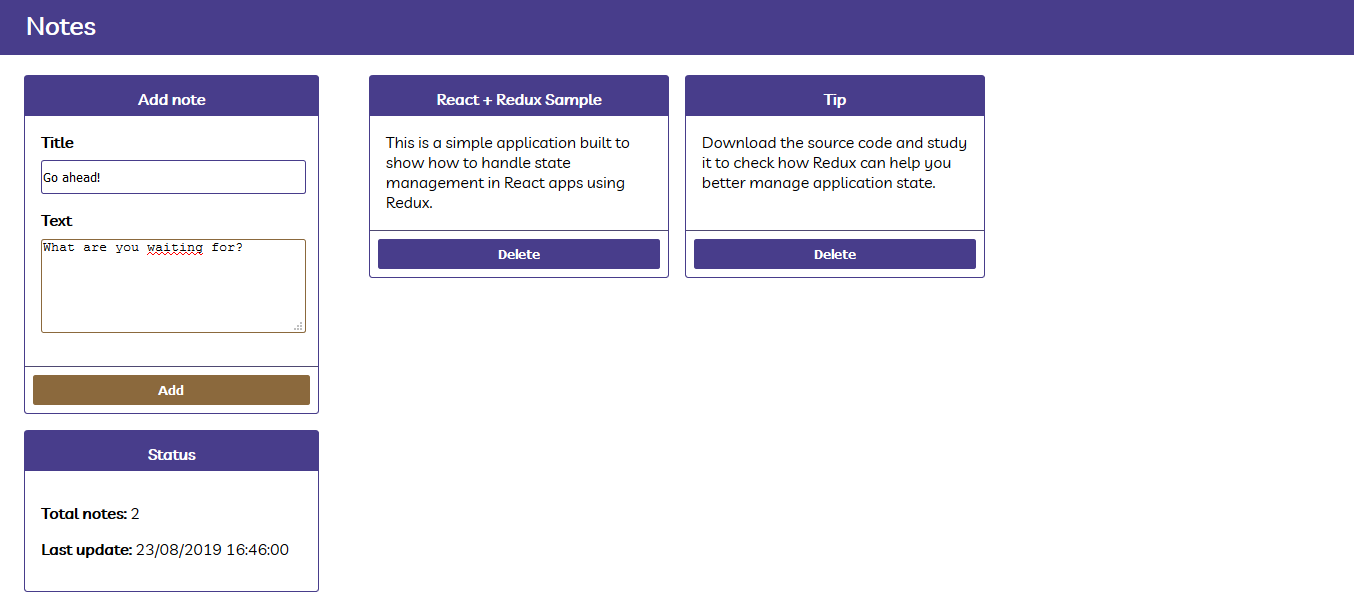 Notes
Add note
Title
Go ahead!
Text
What are you waiting for?
Add
Status
Total notes: 2
Last update: 23/08/2019 16:46:00
React + Redux Sample
This is a simple application built to
show how to handle state
management in React apps using
Redux.
Delete
Tip
Download the source code and study
it to check how Redux can help you
better manage application state.
Delete